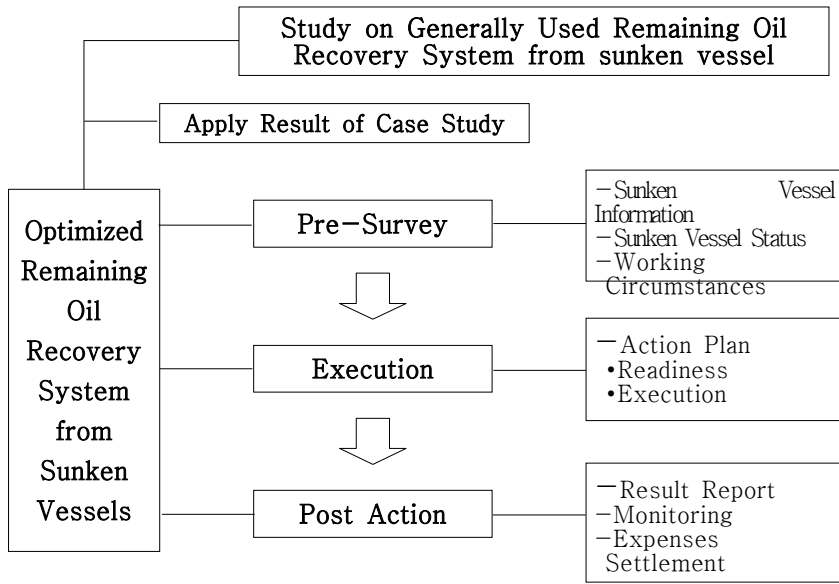 Study on Generally Used Remaining Oil
Recovery System from sunken vessel
Apply Result of Case Study
Optimized
Remaining
Oil
Recovery
System
from
Sunken
Vessels
Pre-Survey
-Sunken Vessel
Information
-Sunken Vessel Status
-Working
Circumstances
Execution
-Action Plan
•Readiness
•Execution
Post Action
-Result Report
-Monitoring
-Expenses
Settlement